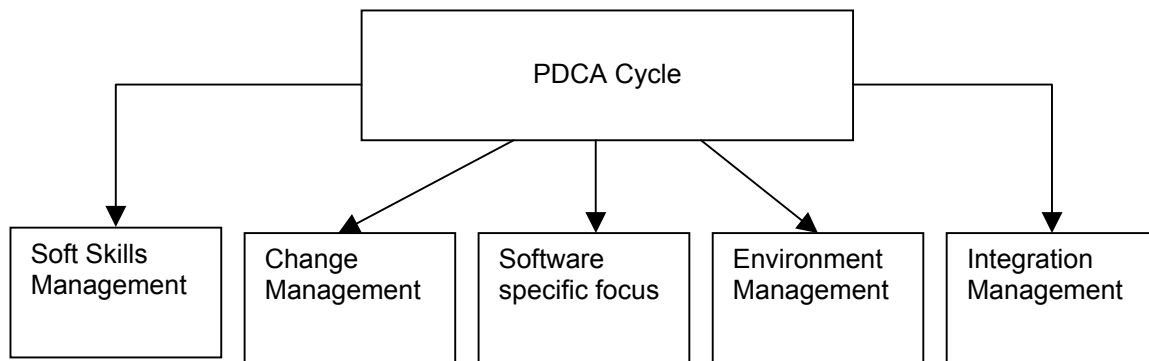 PDCA Cycle
Soft Skills
Management
Change
Management
Software
specific focus
Environment
Management
Integration
Management